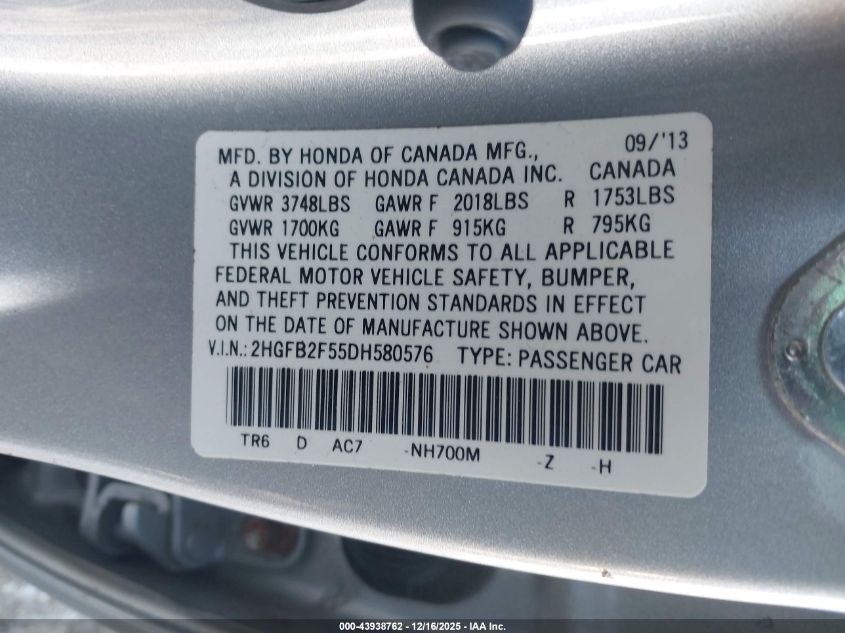 09/'13
MFD. BY HONDA OF CANADA MFG.,
A DIVISION OF HONDA CANADA INC. CANADA
GVWR 3748LBS GAWR F 2018LBS R 1753LBS
GVWR 1700KG GAWR F 915KG R 795KG
THIS VEHICLE CONFORMS TO ALL APPLICABLE
FEDERAL MOTOR VEHICLE SAFETY, BUMPER,
AND THEFT PREVENTION STANDARDS IN EFFECT
ON THE DATE OF MANUFACTURE SHOWN ABOVE.
V.I.N.: 2HGFB2F55DH580576 TYPE: PASSENGER CAR
TR6 D AC7 -NH700M -Z -H
000-43938762 - 12/16/2025 - IAA Inc.